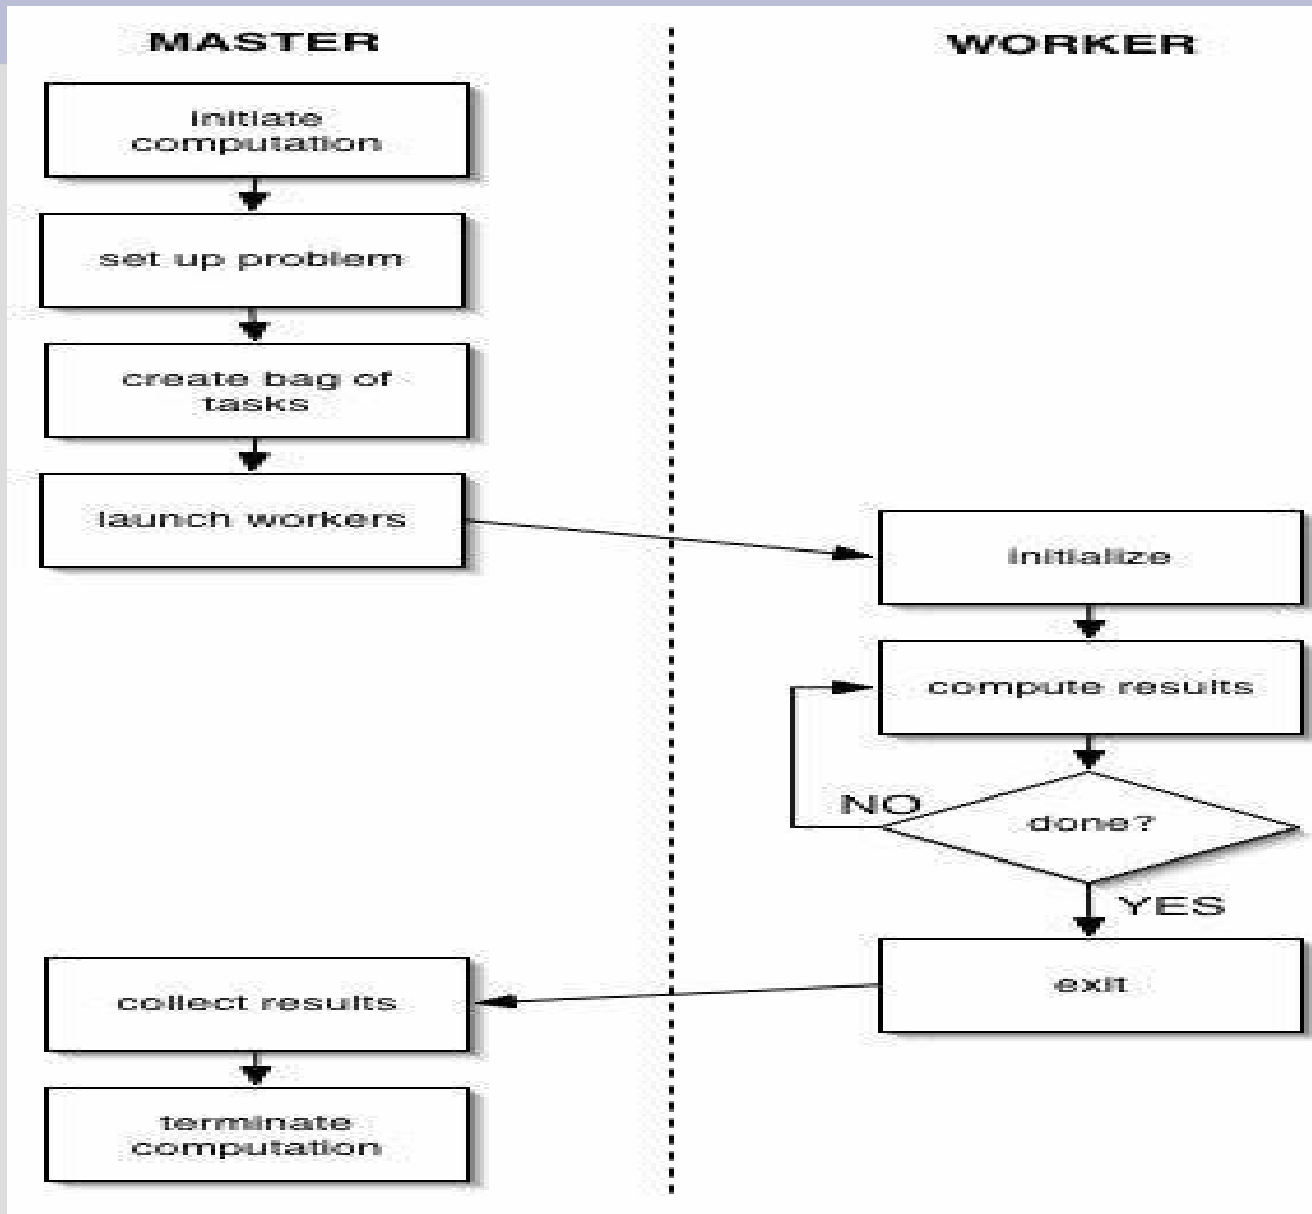 MASTER
WORKER
initiate
computation
set up problem
create bag of
tasks
launch workers
initialize
compute results
NO
done?
YES
exit
collect results
terminate
computation